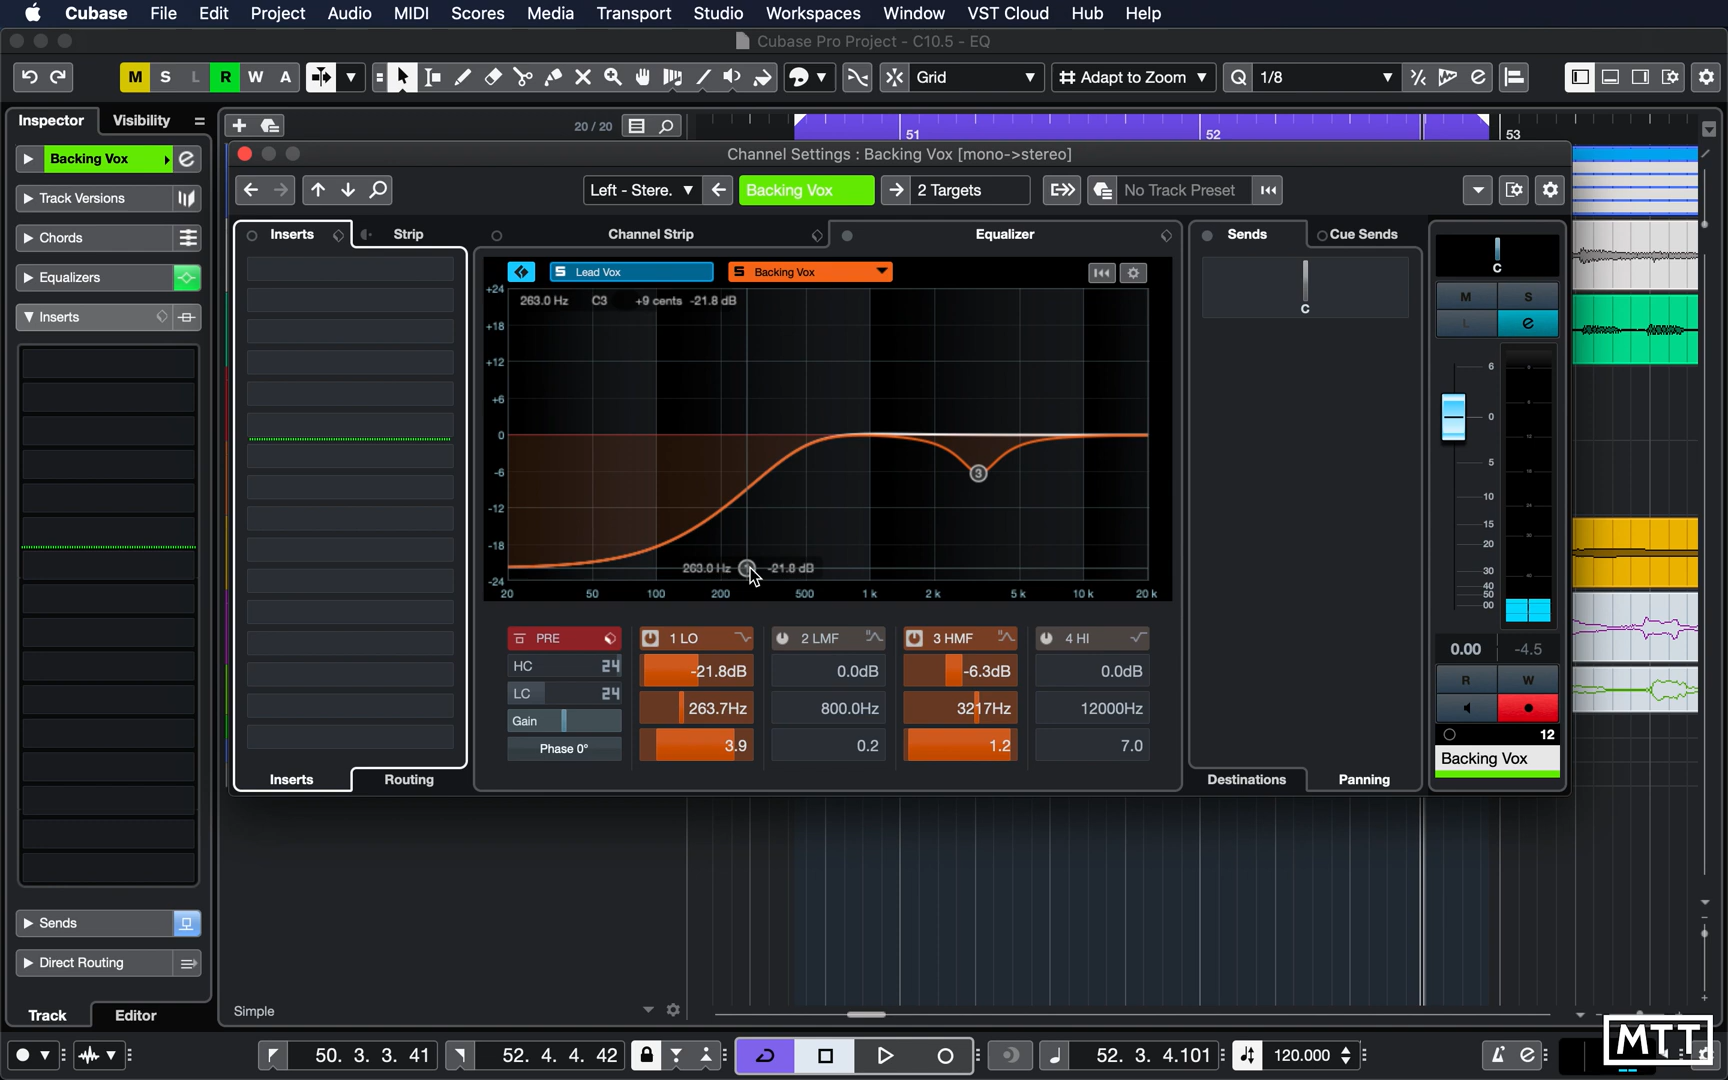 Cubase File Edit Project Audio MIDI Scores Media Transport Studio Workspaces Window VST Cloud Hub Help
Cubase Pro Project - C10.5 - EQ
M S L R W A Grid Adapt to Zoom 1/8
Inspector Visibility
20 / 20
51 52 53
Backing Vox
Track Versions
Chords
Equalizers
Inserts
Sends
Direct Routing
Track Editor
Channel Settings : Backing Vox [mono->stereo]
Left - Stere. Backing Vox 2 Targets No Track Preset
Inserts Strip
Inserts Routing
Channel Strip Equalizer
S Lead Vox S Backing Vox
263.0 Hz C3 +9 cents -21.8 dB
+24
+18
+12
+6
0
-6
-12
-18
-24
3
263.0 Hz -21.8 dB
20 50 100 200 500 1 k 2 k 5 k 10 k 20 k
PRE 1 LO 2 LMF 3 HMF 4 HI
HC 24 -21.8dB 0.0dB -6.3dB 0.0dB
LC 24 263.7Hz 800.0Hz 3217Hz 12000Hz
Gain
Phase 0° 3.9 0.2 1.2 7.0
Sends Cue Sends
C
Destinations Panning
C
M S
L e
6
0
5
10
15
20
30
40
50
00
0.00 -4.5
R W
12
Backing Vox
Simple
50. 3. 3. 41 52. 4. 4. 42 52. 3. 4.101 120.000
MTT